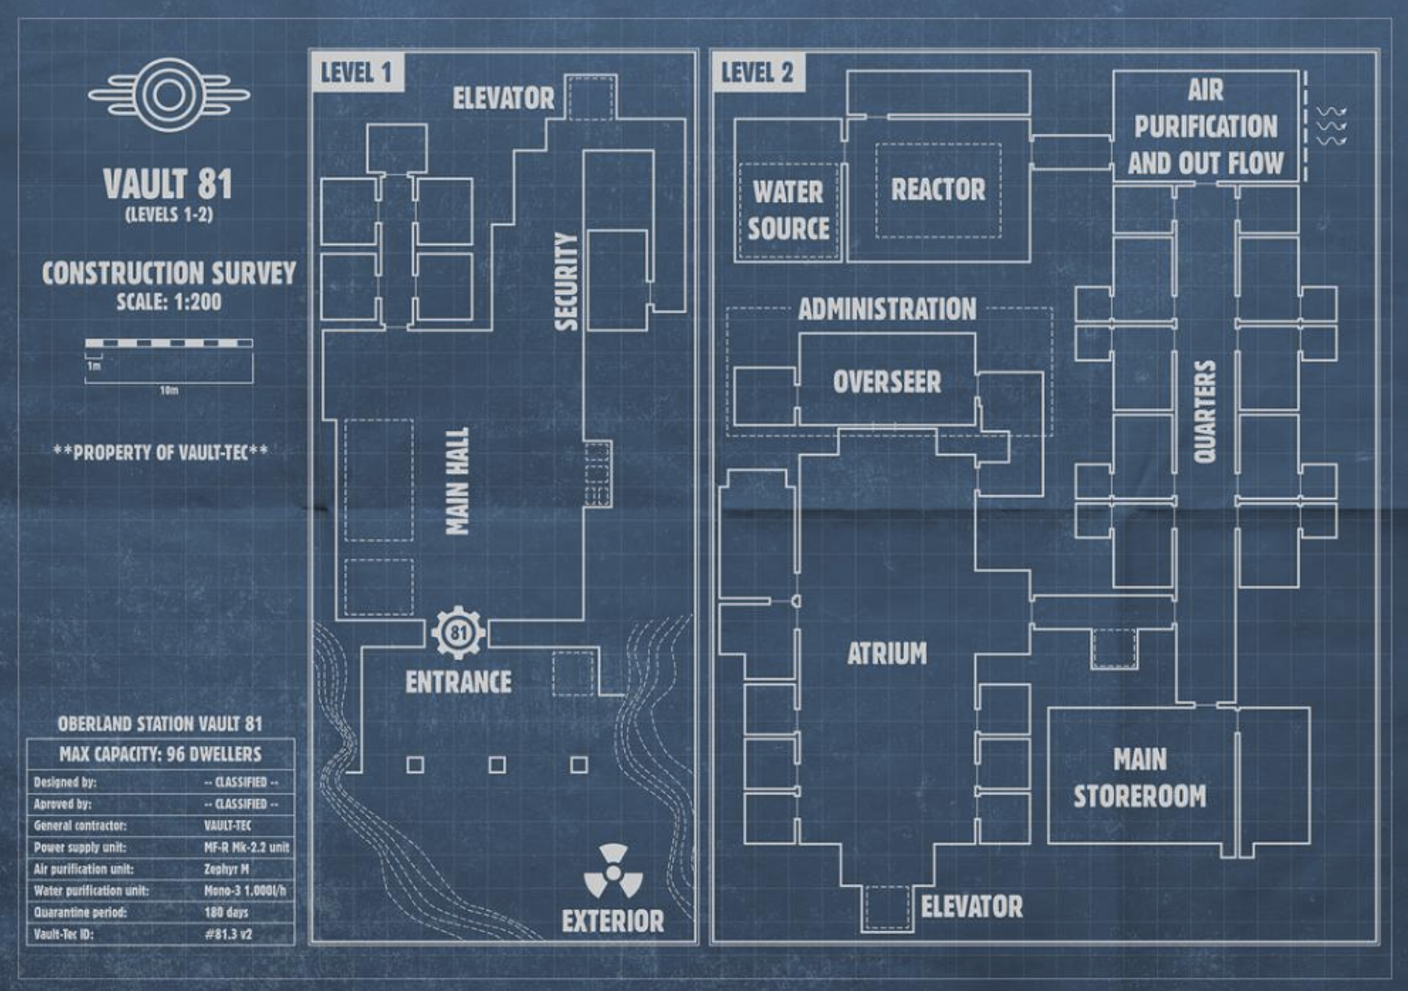 VAULT 81
(LEVELS 1-2)
CONSTRUCTION SURVEY
SCALE: 1:200
1m
10m
**PROPERTY OF VAULT-TEC**
OBERLAND STATION VAULT 81
MAX CAPACITY: 96 DWELLERS
Designed by: -- CLASSIFIED --
Aproved by: -- CLASSIFIED --
General contractor: VAULT-TEC
Power supply unit: MF-R Mk-2.2 unit
Air purification unit: Zephyr M
Water purification unit: Mono-3 1,000l/h
Quarantine period: 180 days
Vault-Tec ID: #81.3 v2
LEVEL 1
ELEVATOR
SECURITY
MAIN HALL
81
ENTRANCE
EXTERIOR
LEVEL 2
AIR
PURIFICATION
AND OUT FLOW
WATER
SOURCE
REACTOR
ADMINISTRATION
OVERSEER
QUARTERS
ATRIUM
MAIN
STOREROOM
ELEVATOR